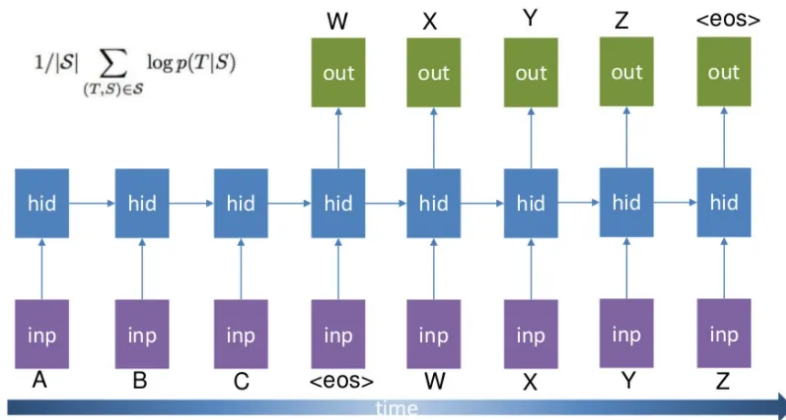 W X Y Z <eos>
1/|𝒮| ∑ log p(T|S)
(T,S)∈𝒮
out out out out out
hid hid hid hid hid hid hid hid
inp inp inp inp inp inp inp inp
A B C <eos> W X Y Z
time